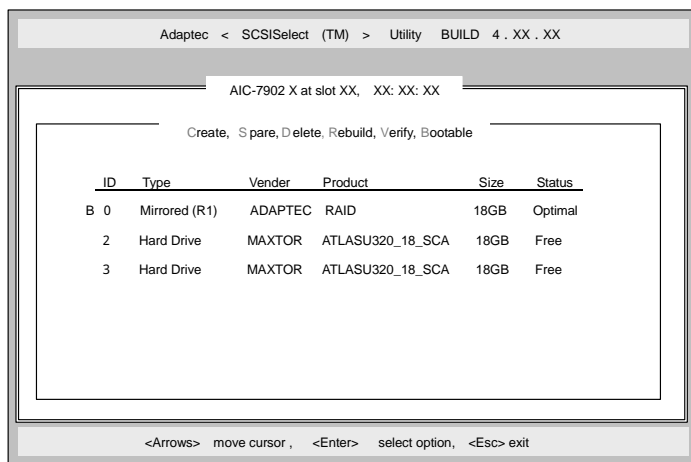 Adaptec < SCSISelect (TM) > Utility BUILD 4 . XX . XX
AIC-7902 X at slot XX, XX: XX: XX
Create, Spare, Delete, Rebuild, Verify, Bootable
ID Type Vender Product Size Status
B 0 Mirrored (R1) ADAPTEC RAID 18GB Optimal
2 Hard Drive MAXTOR ATLASU320_18_SCA 18GB Free
3 Hard Drive MAXTOR ATLASU320_18_SCA 18GB Free
<Arrows> move cursor , <Enter> select option, <Esc> exit